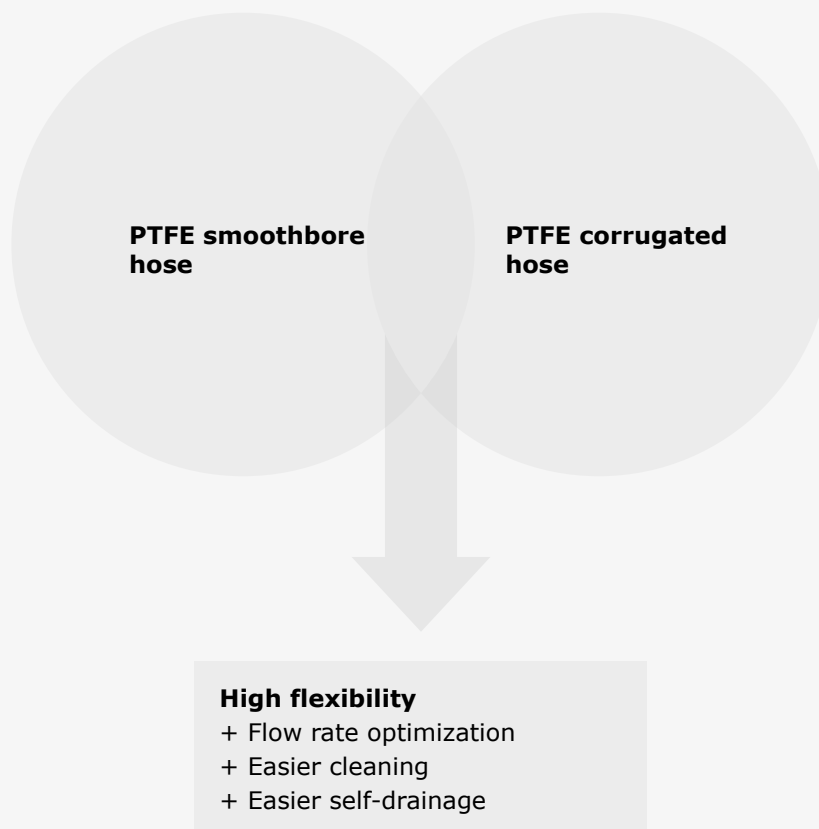 PTFE smoothbore
hose
PTFE corrugated
hose
High flexibility
+ Flow rate optimization
+ Easier cleaning
+ Easier self-drainage